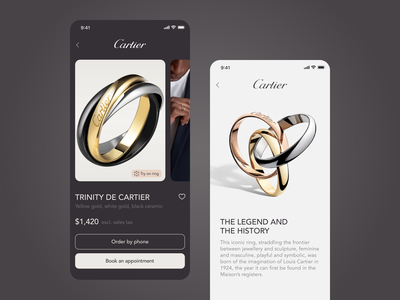 9:41
Cartier
Cartier
Try on ring
TRINITY DE CARTIER
Yellow gold, white gold, black ceramic
$1,420 excl. sales tax
Order by phone
Book an appointment
9:41
Cartier
THE LEGEND AND
THE HISTORY
This iconic ring, straddling the frontier
between jewellery and sculpture, feminine
and masculine, playful and symbolic, was
born of the imagination of Louis Cartier in
1924, the year it can first be found in the
Maison's registers.